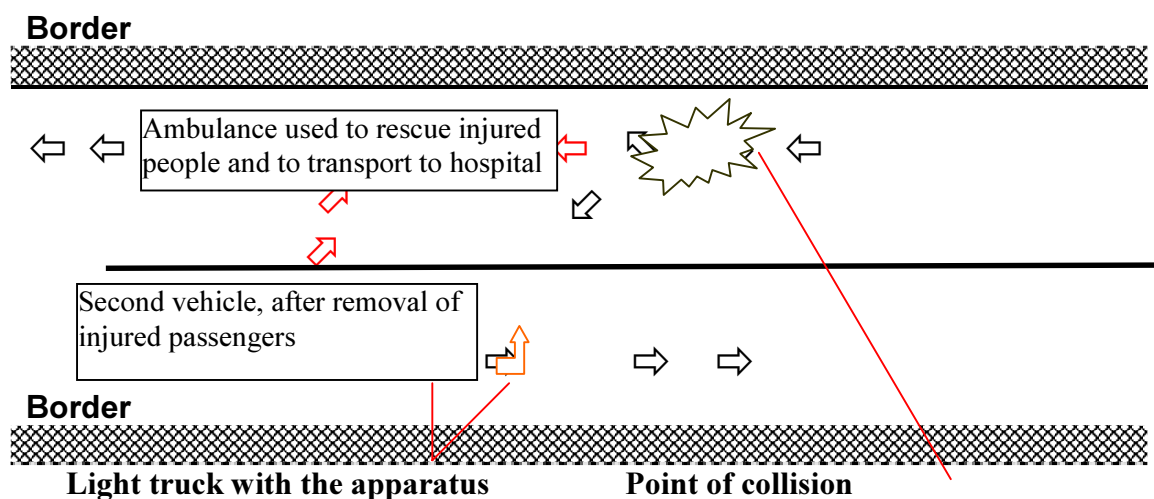 Border
Ambulance used to rescue injured
people and to transport to hospital
Second vehicle, after removal of
injured passengers
Border
Light truck with the apparatus
Point of collision